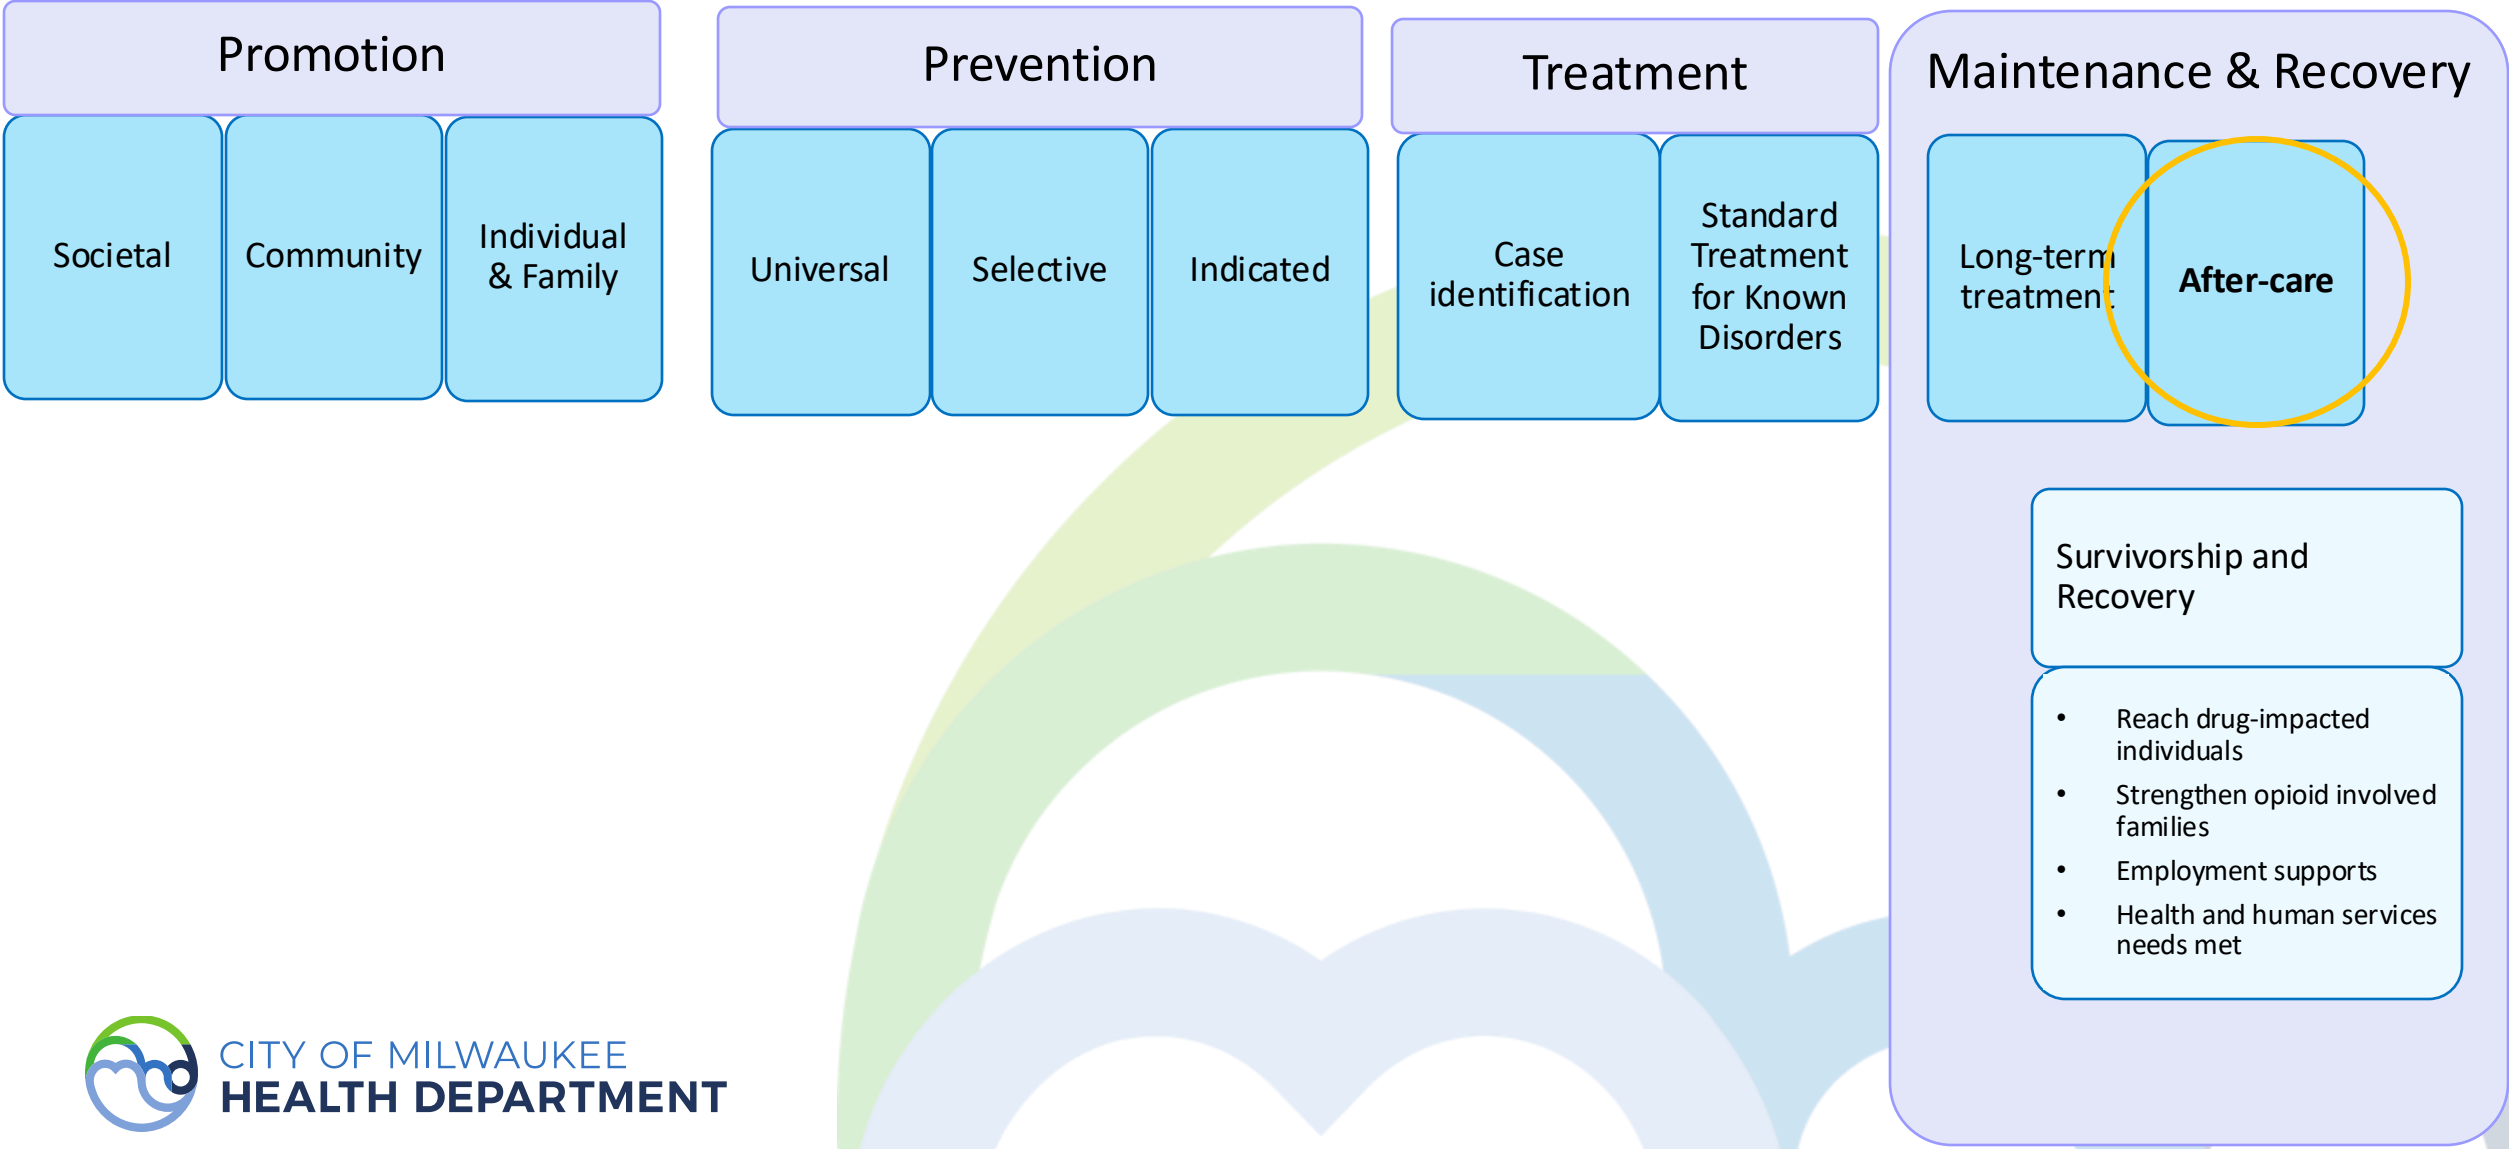 Promotion
Societal
Community
Individual
& Family
Prevention
Universal
Selective
Indicated
Treatment
Case
identification
Standard
Treatment
for Known
Disorders
Maintenance & Recovery
Long-term
treatment
After-care
Survivorship and
Recovery
• Reach drug-impacted
individuals
• Strengthen opioid involved
families
• Employment supports
• Health and human services
needs met
CITY OF MILWAUKEE
HEALTH DEPARTMENT